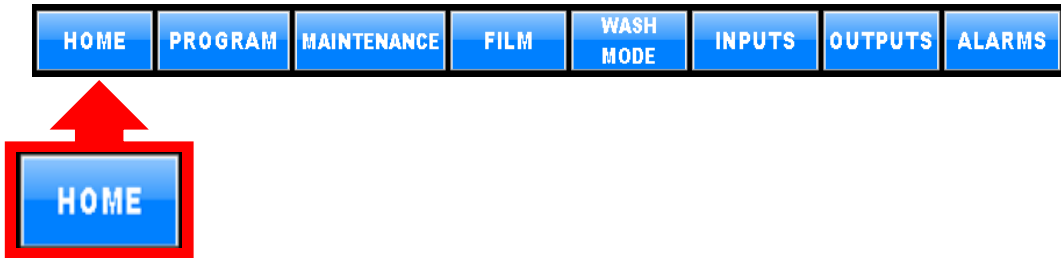 HOME PROGRAM MAINTENANCE FILM WASH MODE INPUTS OUTPUTS ALARMS
HOME